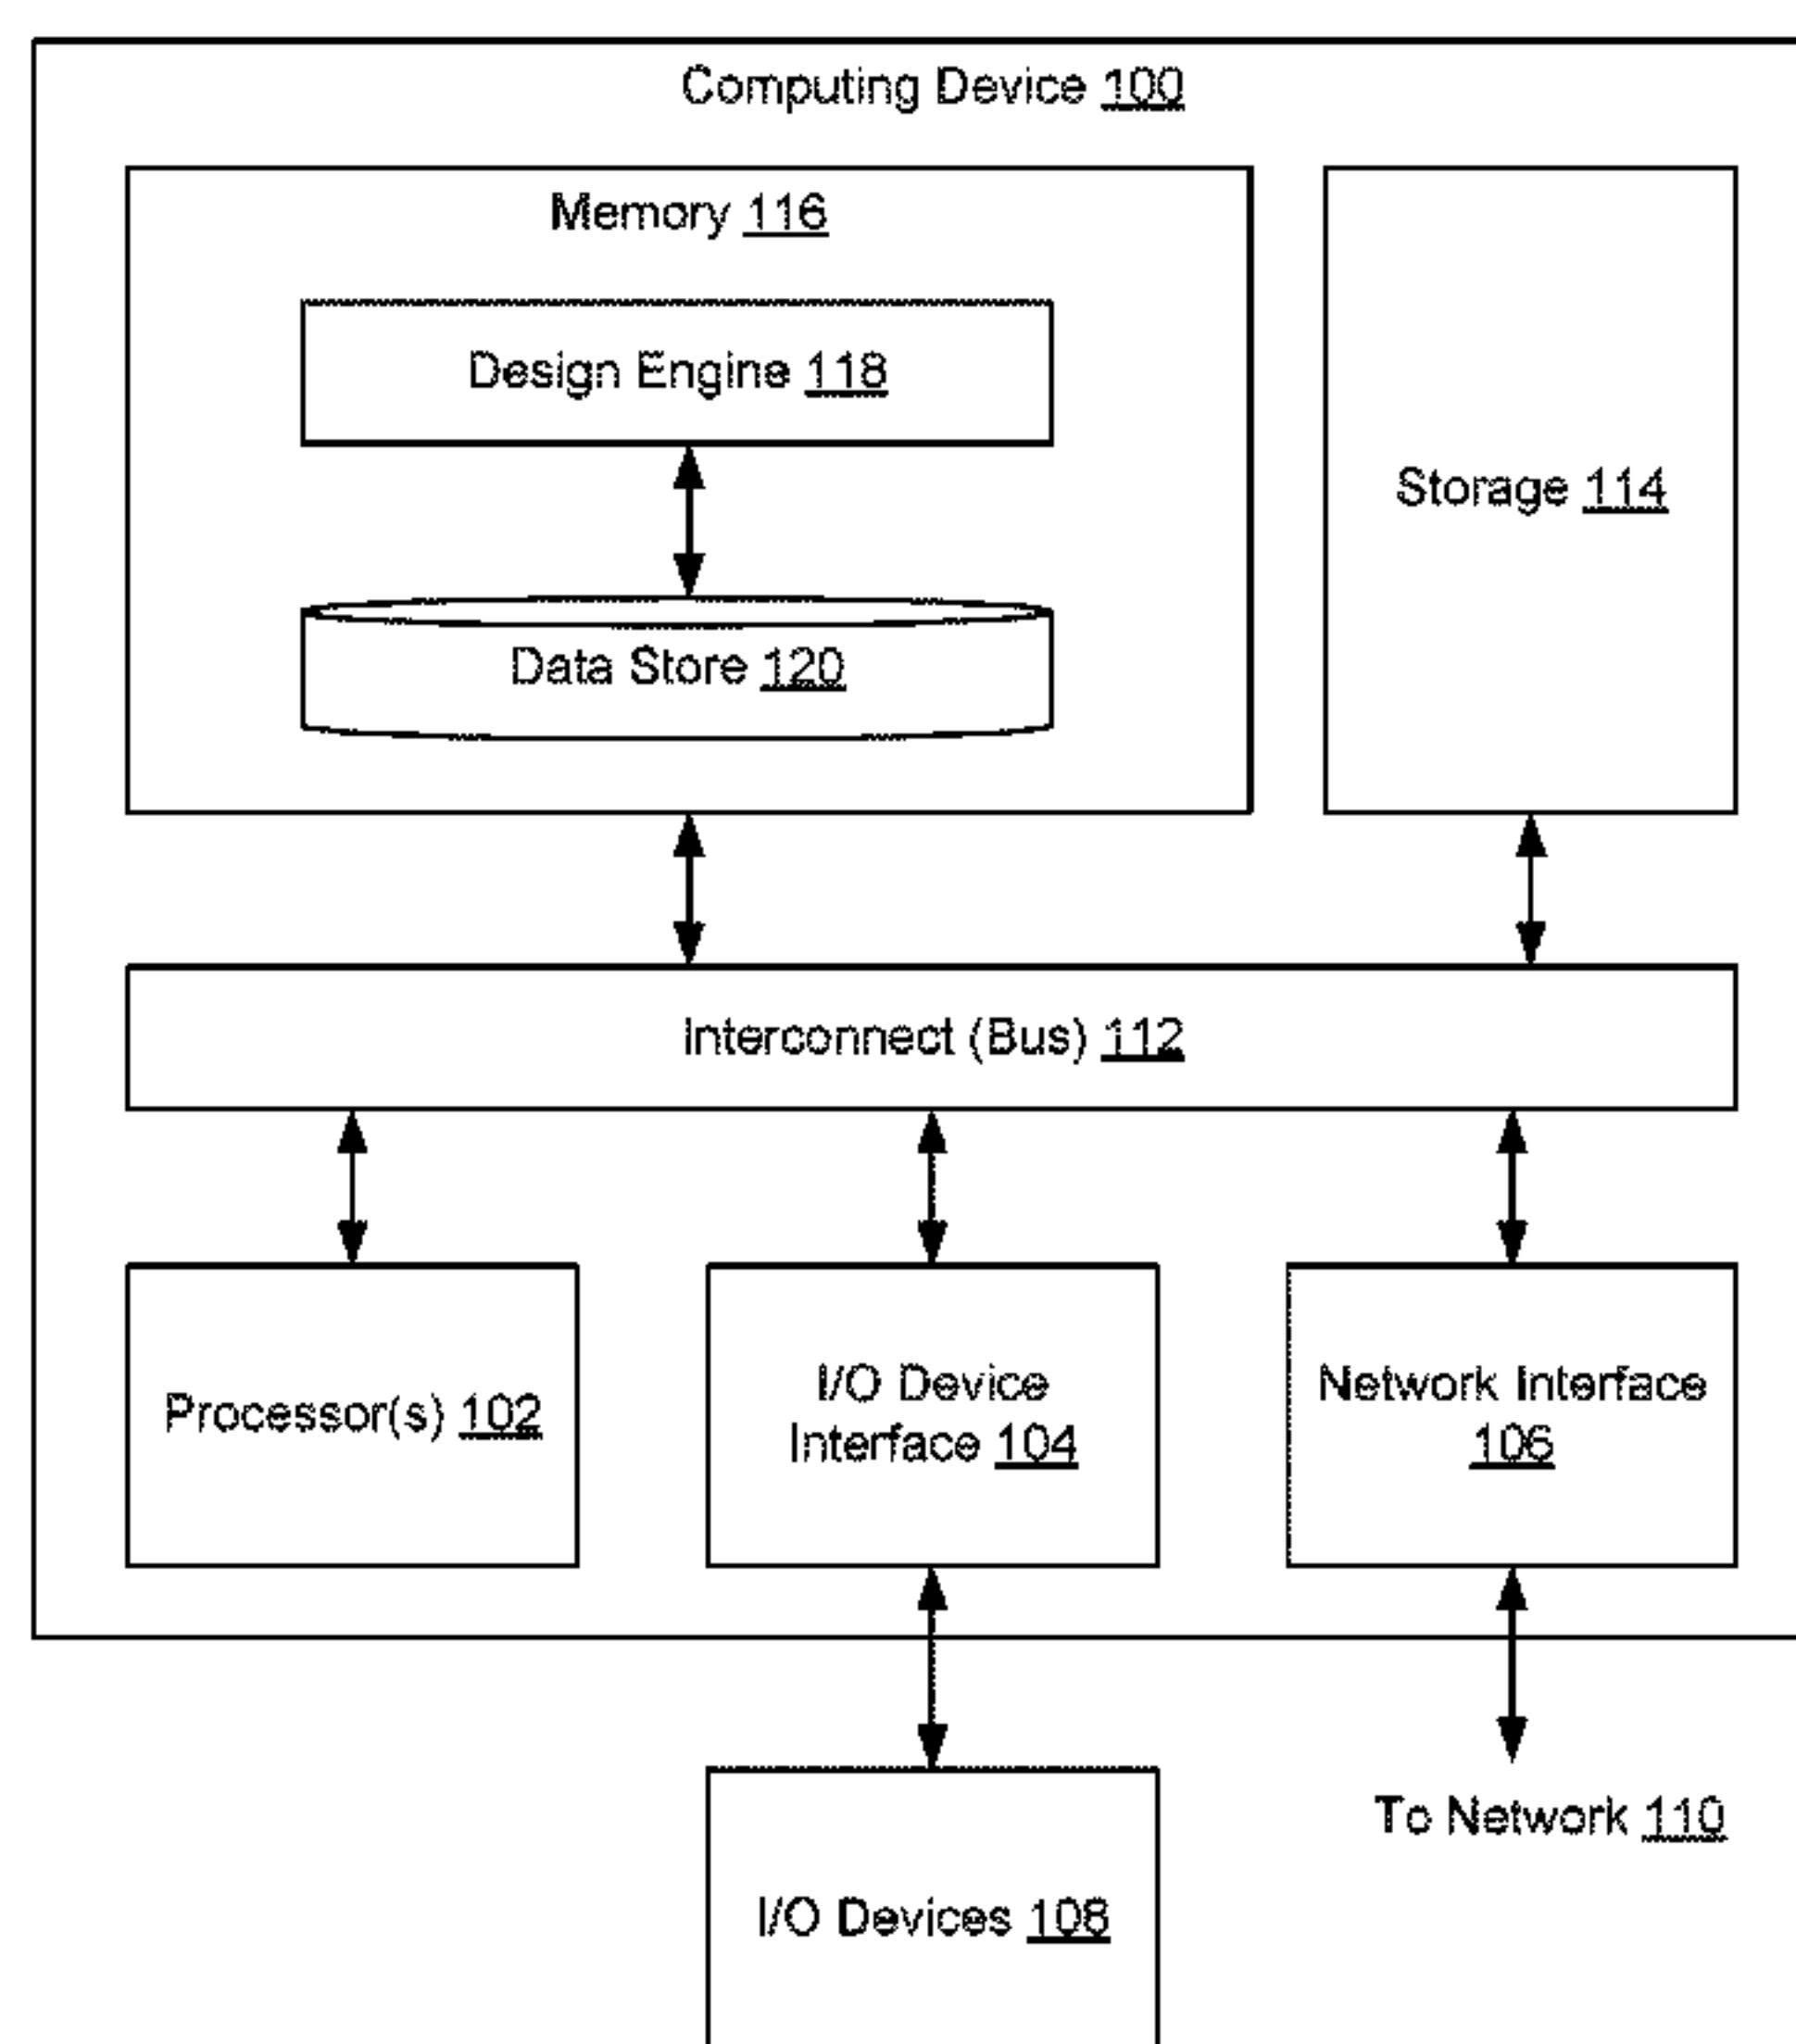 Computing Device 100
Memory 116
Design Engine 118
Storage 114
Data Store 120
Interconnect (Bus) 112
Processor(s) 102
I/O Device
Interface 104
Network Interface
106
To Network 110
I/O Devices 108